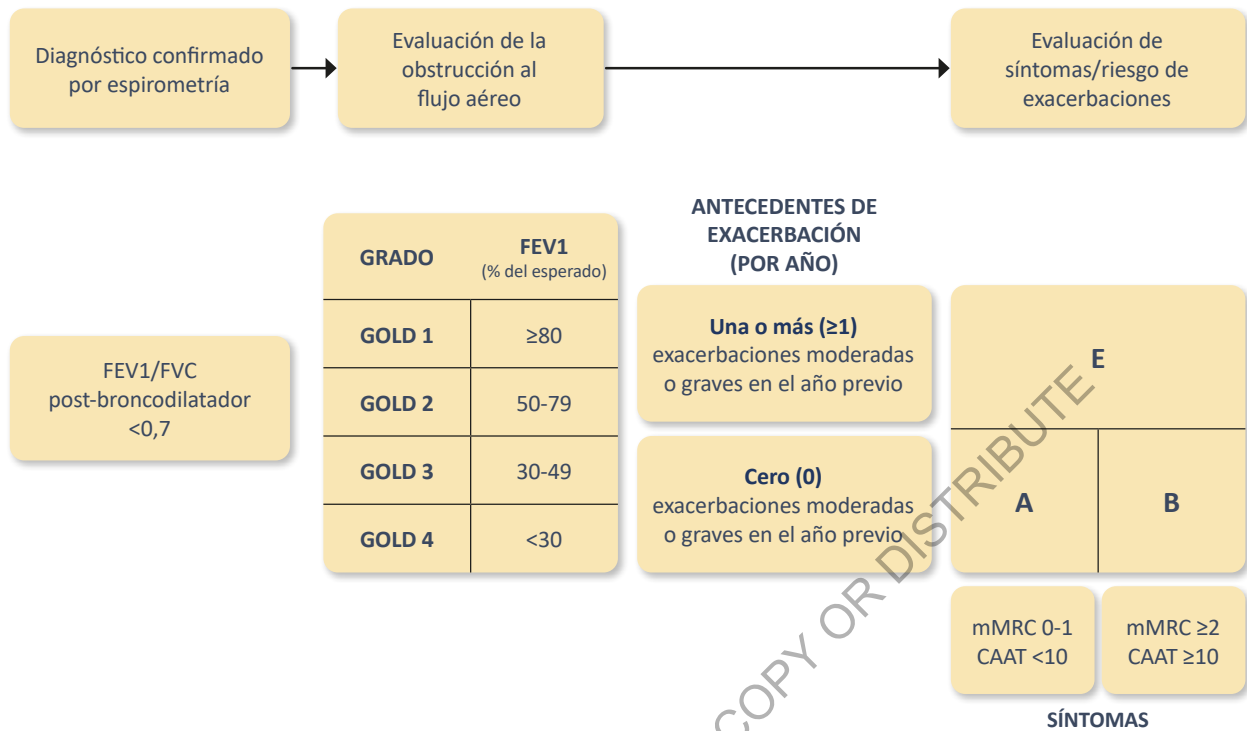 Diagnóstico confirmado
por espirometría
Evaluación de la
obstrucción al
flujo aéreo
Evaluación de
síntomas/riesgo de
exacerbaciones
FEV1/FVC
post-broncodilatador
<0,7
GRADO
FEV1
(% del esperado)
GOLD 1
≥80
GOLD 2
50-79
GOLD 3
30-49
GOLD 4
<30
ANTECEDENTES DE
EXACERBACIÓN
(POR AÑO)
Una o más (≥1)
exacerbaciones moderadas
o graves en el año previo
Cero (0)
exacerbaciones moderadas
o graves en el año previo
E
A
B
mMRC 0-1
CAAT <10
mMRC ≥2
CAAT ≥10
SÍNTOMAS
COPY OR DISTRIBUTE